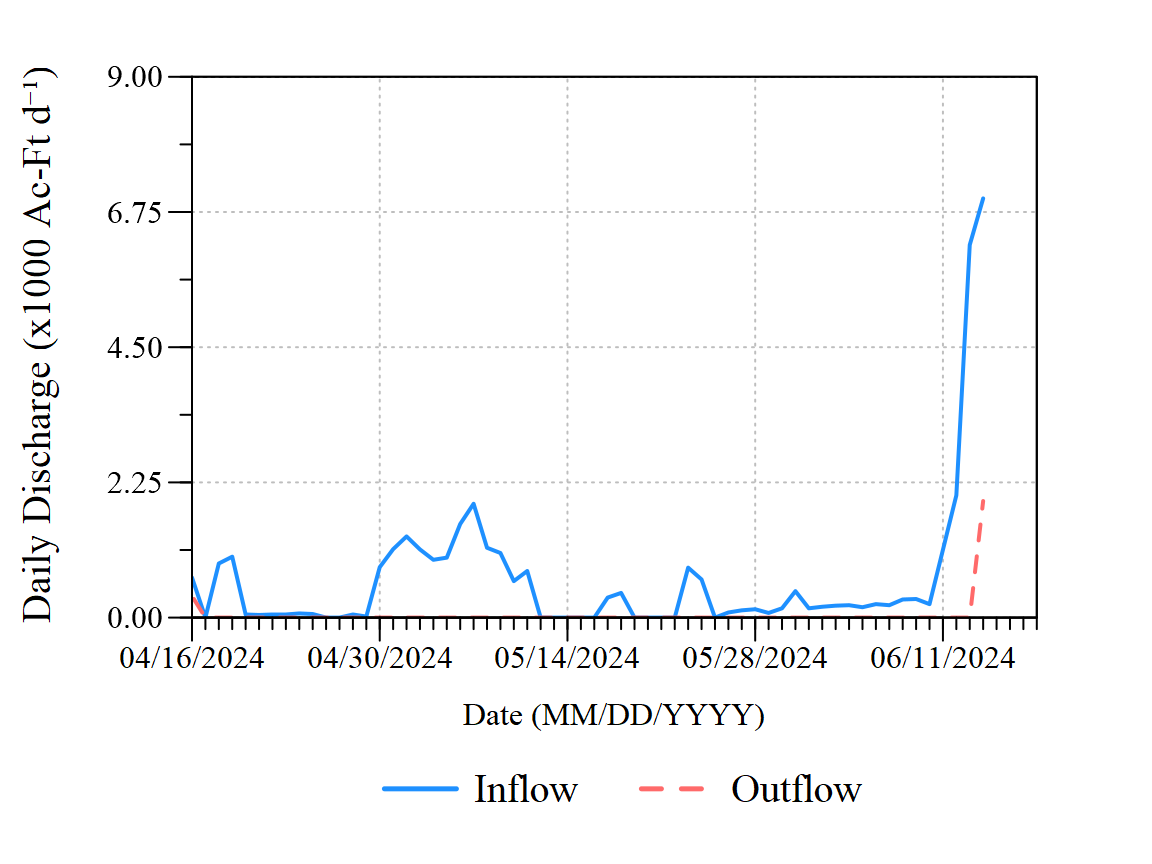 Daily Discharge (x1000 Ac-Ft d⁻¹)
9.00
6.75
4.50
2.25
0.00
04/16/2024 04/30/2024 05/14/2024 05/28/2024 06/11/2024
Date (MM/DD/YYYY)
Inflow Outflow